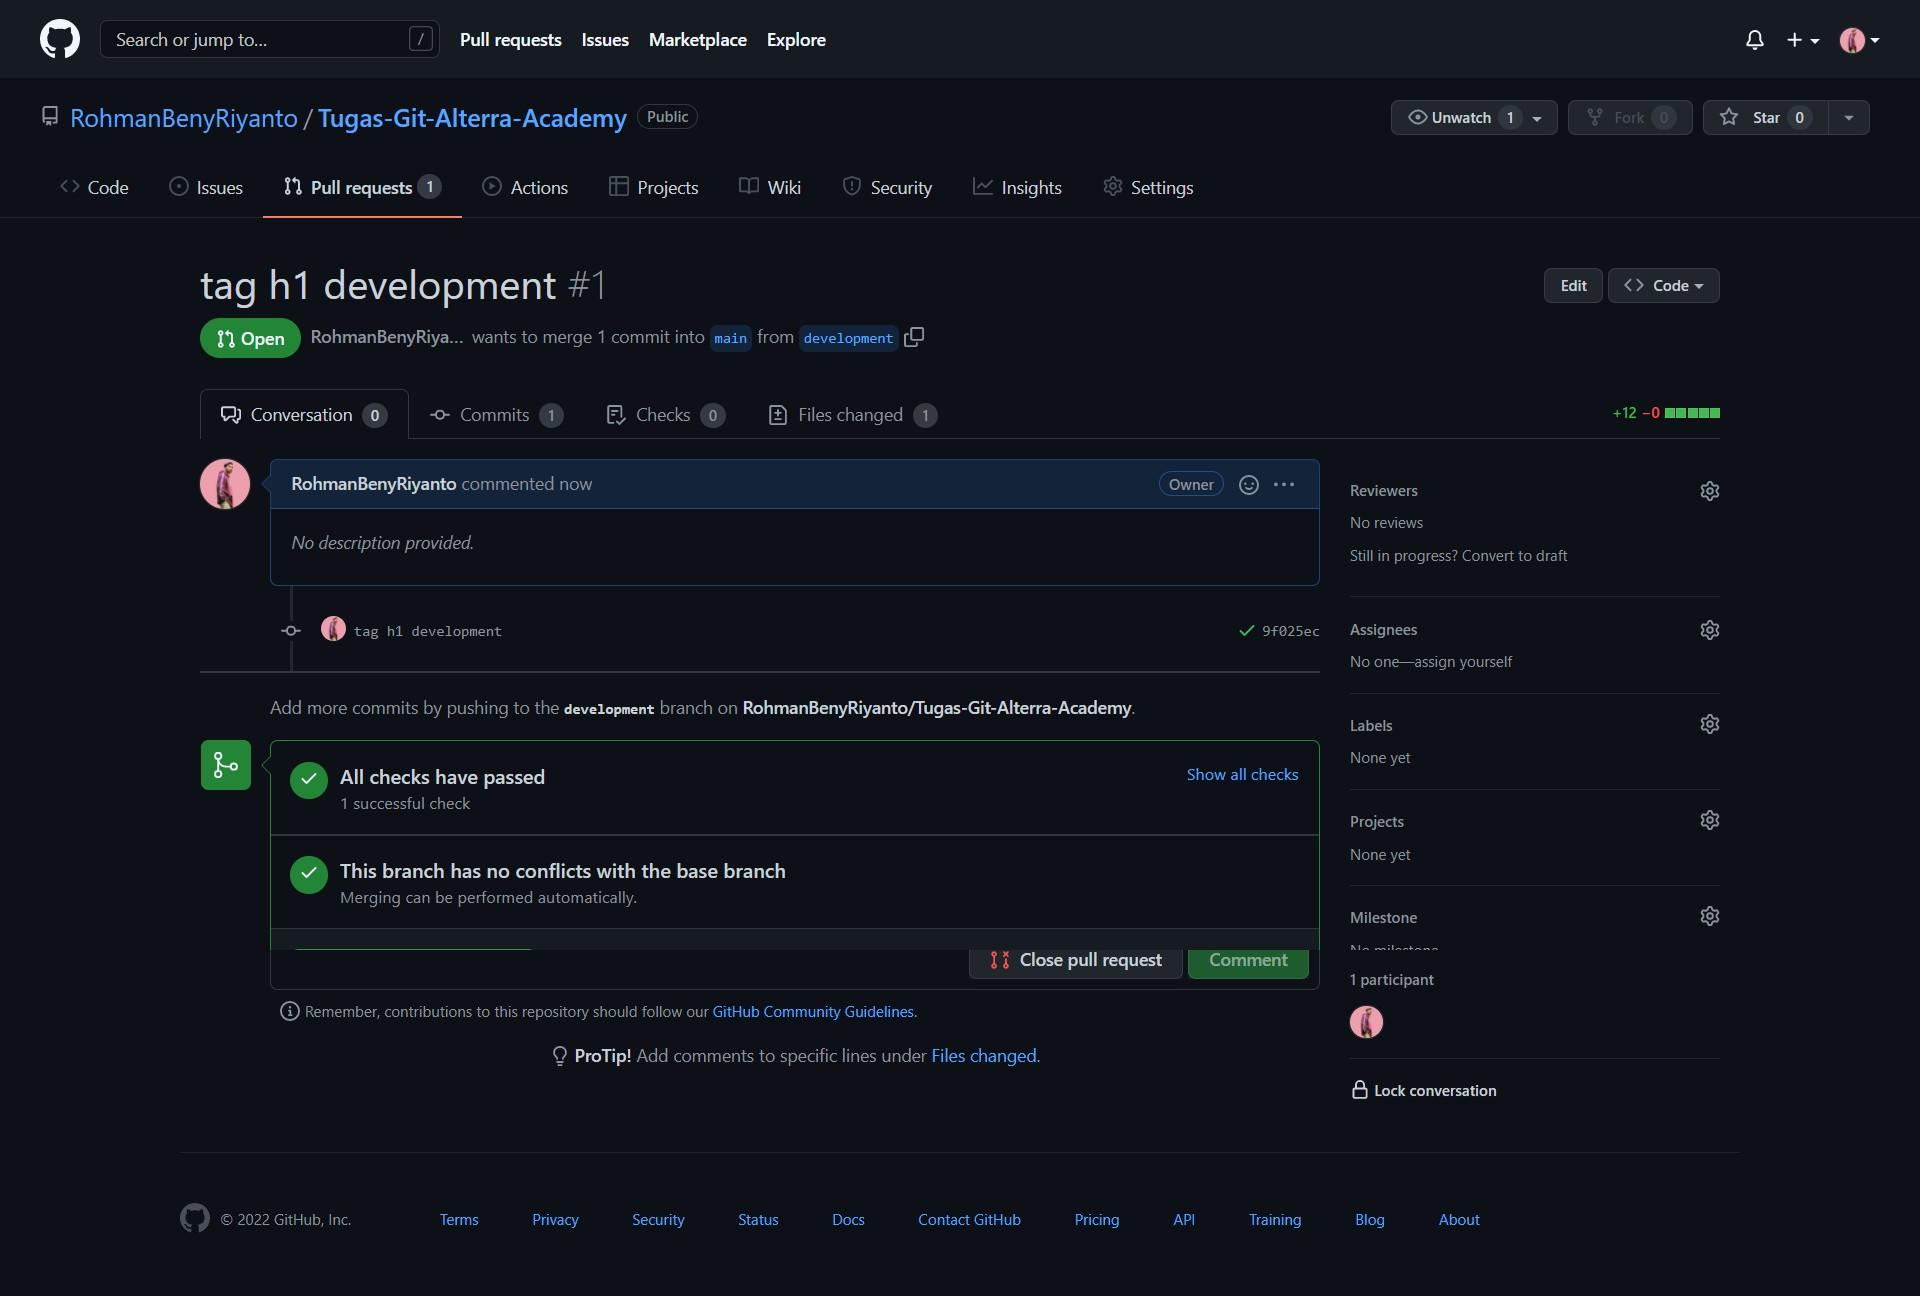 Search or jump to... /
Pull requests Issues Marketplace Explore
RohmanBenyRiyanto / Tugas-Git-Alterra-Academy Public
Unwatch 1 Fork 0 Star 0
Code Issues Pull requests 1 Actions Projects Wiki Security Insights Settings
tag h1 development #1
Edit Code
Open RohmanBenyRiya... wants to merge 1 commit into main from development
Conversation 0 Commits 1 Checks 0 Files changed 1
+12 −0
RohmanBenyRiyanto commented now Owner
No description provided.
tag h1 development 9f025ec
Add more commits by pushing to the development branch on RohmanBenyRiyanto/Tugas-Git-Alterra-Academy.
All checks have passed
1 successful check
Show all checks
This branch has no conflicts with the base branch
Merging can be performed automatically.
Close pull request Comment
Remember, contributions to this repository should follow our GitHub Community Guidelines.
ProTip! Add comments to specific lines under Files changed.
Reviewers
No reviews
Still in progress? Convert to draft
Assignees
No one—assign yourself
Labels
None yet
Projects
None yet
Milestone
No milestone
1 participant
Lock conversation
© 2022 GitHub, Inc. Terms Privacy Security Status Docs Contact GitHub Pricing API Training Blog About